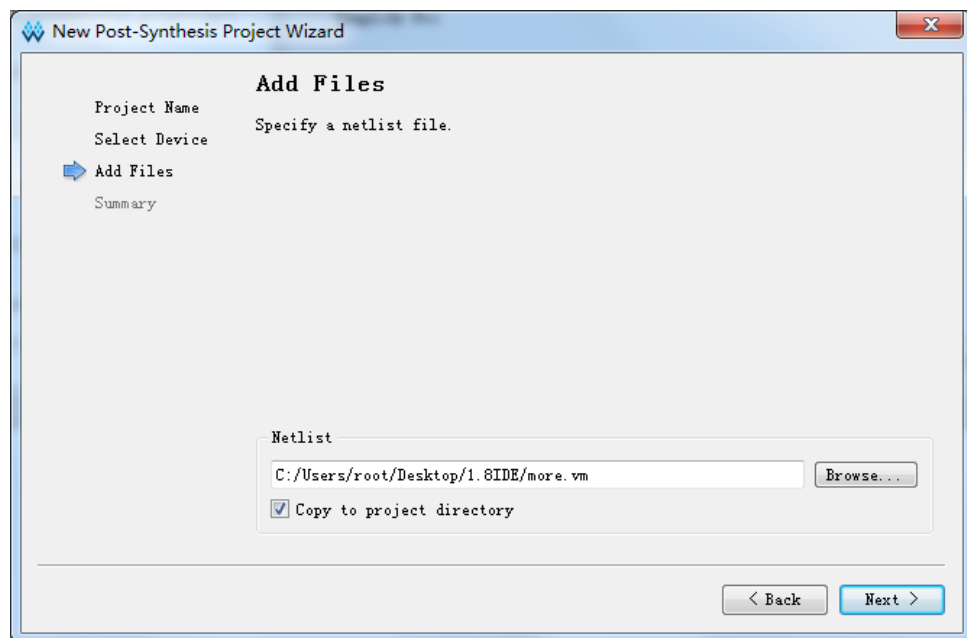 New Post-Synthesis Project Wizard
Project Name
Select Device
Add Files
Summary
Add Files
Specify a netlist file.
Netlist
C:/Users/root/Desktop/1.8IDE/more.vm
Browse...
Copy to project directory
< Back
Next >